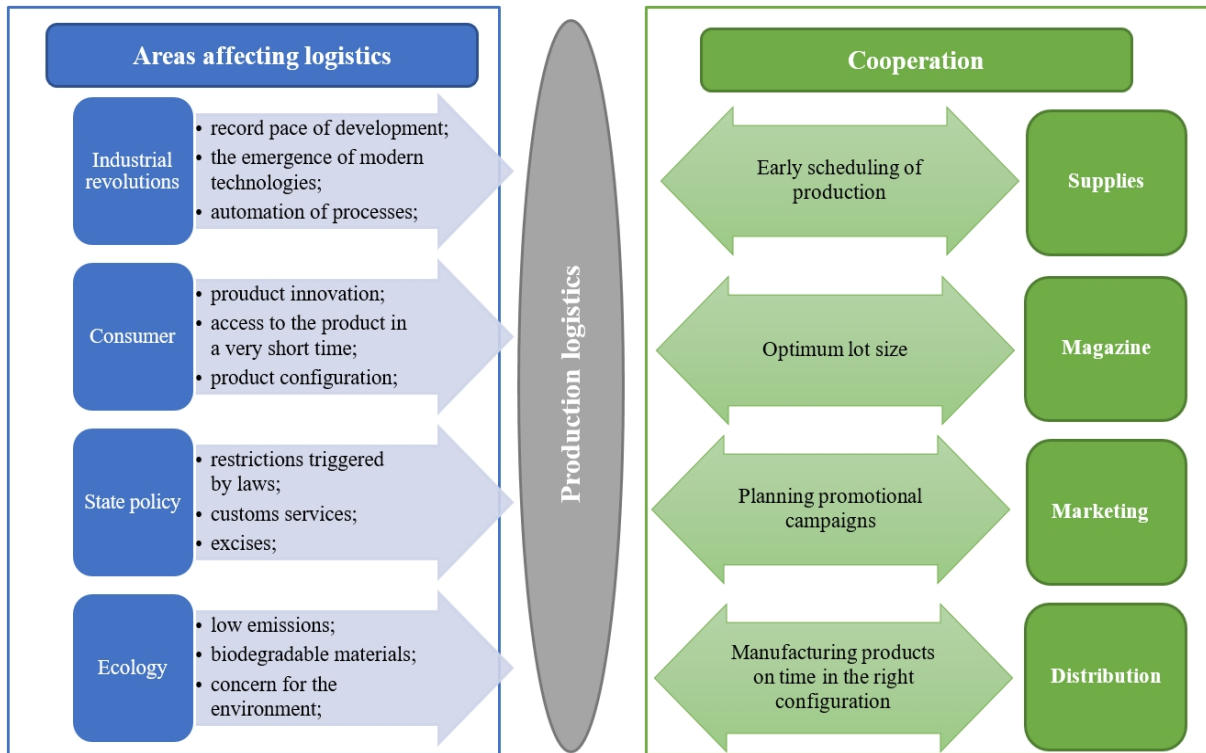 Areas affecting logistics
Industrial
revolutions
• record pace of development;
• the emergence of modern
technologies;
• automation of processes;
Consumer
• prouduct innovation;
• access to the product in
a very short time;
• product configuration;
State policy
• restrictions triggered
by laws;
• customs services;
• excises;
Ecology
• low emissions;
• biodegradable materials;
• concern for the
environment;
Production logistics
Cooperation
Early scheduling of
production
Supplies
Optimum lot size
Magazine
Planning promotional
campaigns
Marketing
Manufacturing products
on time in the right
configuration
Distribution